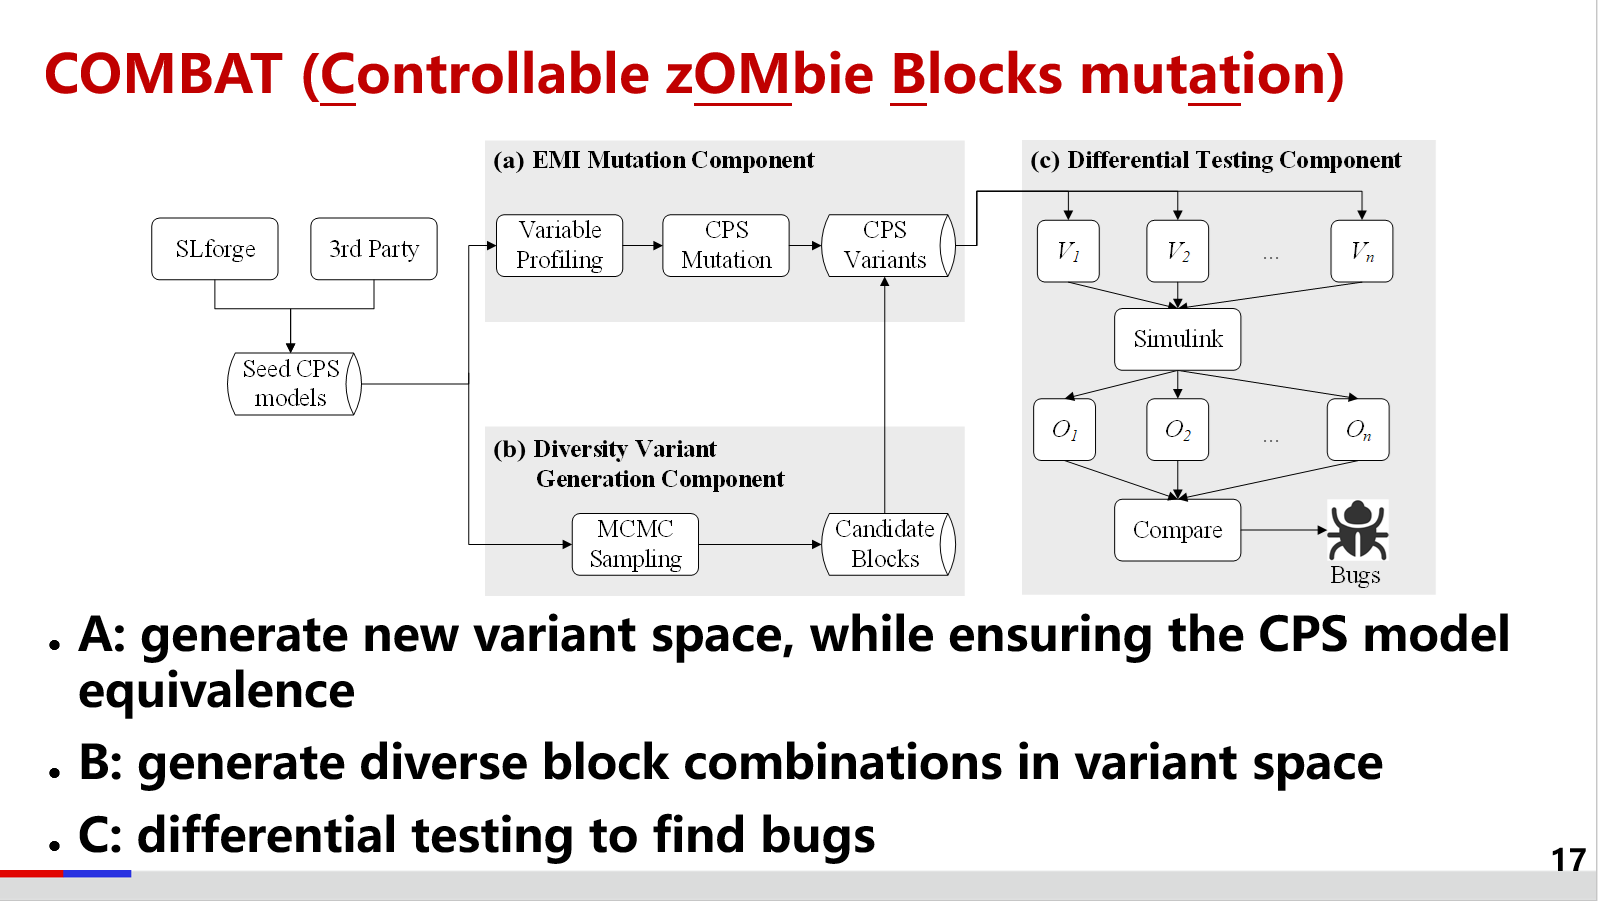 COMBAT (Controllable zOMbie Blocks mutation)
SLforge
3rd Party
Seed CPS
models
(a) EMI Mutation Component
Variable
Profiling
CPS
Mutation
CPS
Variants
(b) Diversity Variant
Generation Component
MCMC
Sampling
Candidate
Blocks
(c) Differential Testing Component
V1
V2
...
Vn
Simulink
O1
O2
...
On
Compare
Bugs
• A: generate new variant space, while ensuring the CPS model
equivalence
• B: generate diverse block combinations in variant space
• C: differential testing to find bugs
17